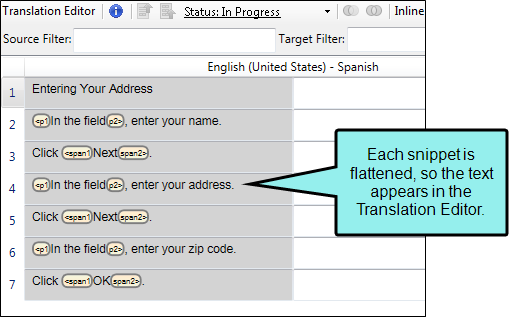 Translation Editor Status: In Progress Inline
Source Filter: Target Filter:
English (United States) - Spanish
1 Entering Your Address
2 <p1 In the field p2>, enter your name.
3 Click <span1 Next span2>.
4 <p1 In the field p2>, enter your address.
5 Click <span1 Next span2>.
6 <p1 In the field p2>, enter your zip code.
7 Click <span1 OK span2>.
Each snippet is
flattened, so the text
appears in the
Translation Editor.